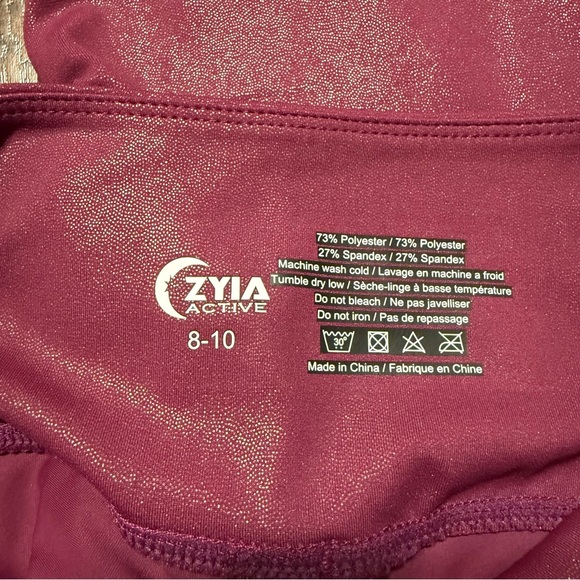 ZYIA
ACTIVE
8-10
73% Polyester / 73% Polyester
27% Spandex / 27% Spandex
Machine wash cold / Lavage en machine a froid
Tumble dry low / Sèche-linge à basse température
Do not bleach / Ne pas javelliser
Do not iron / Pas de repassage
30°
Made in China / Fabrique en Chine